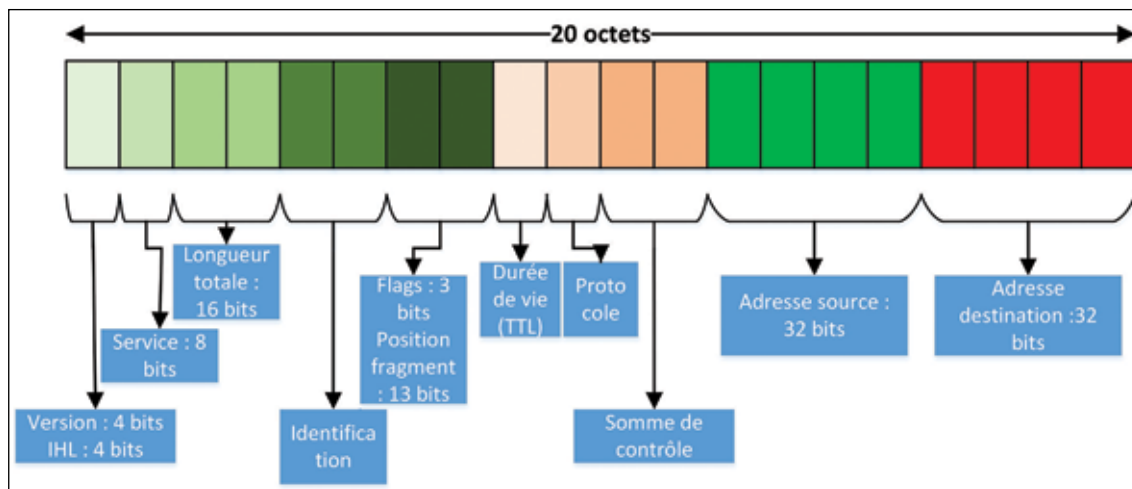 20 octets
Longueur
totale :
16 bits
Service : 8
bits
Version : 4 bits
IHL : 4 bits
Identifica
tion
Flags : 3
bits
Position
fragment
: 13 bits
Durée
de vie
(TTL)
Proto
cole
Somme de
contrôle
Adresse source :
32 bits
Adresse
destination :32
bits